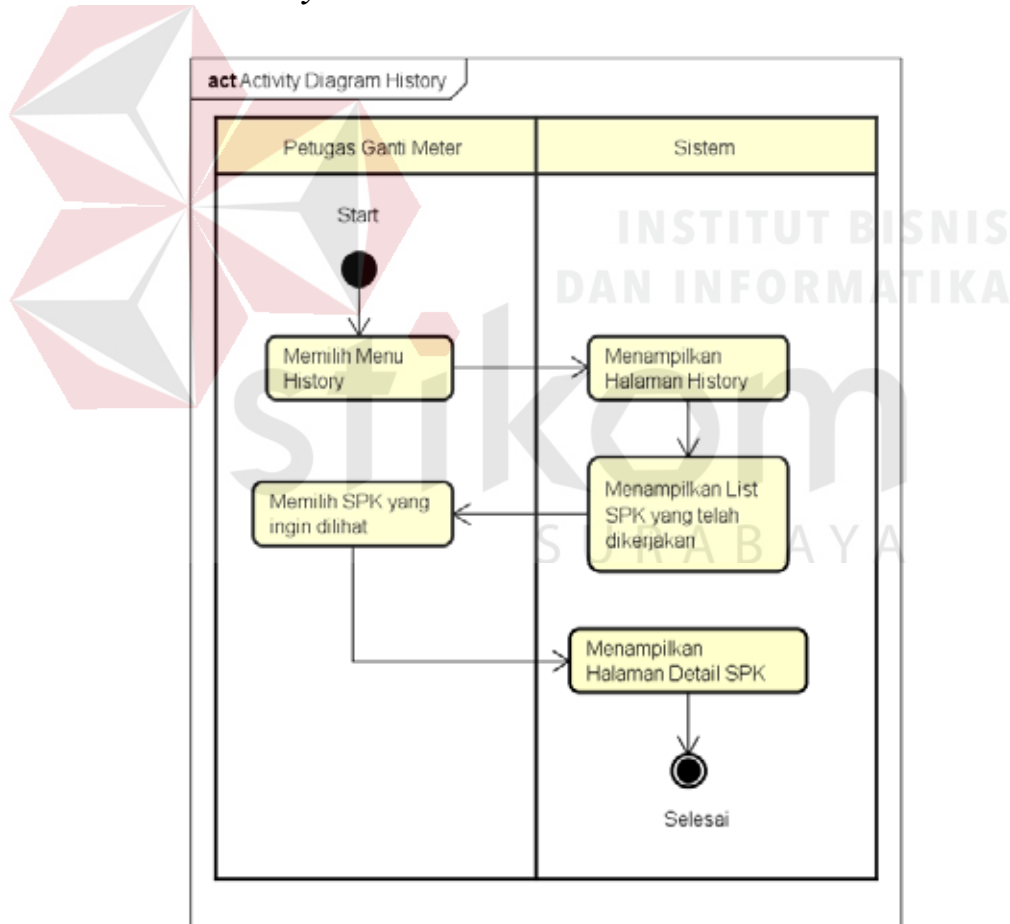 act Activity Diagram History
Petugas Ganti Meter
Sistem
Start
INSTITUT BISNIS
DAN INFORMATIKA
Memilih Menu
History
Menampilkan
Halaman History
stikom
Memilih SPK yang
ingin dilihat
Menampilkan List
SPK yang telah
dikerjakan
SURABAYA
Menampilkan
Halaman Detail SPK
Selesai